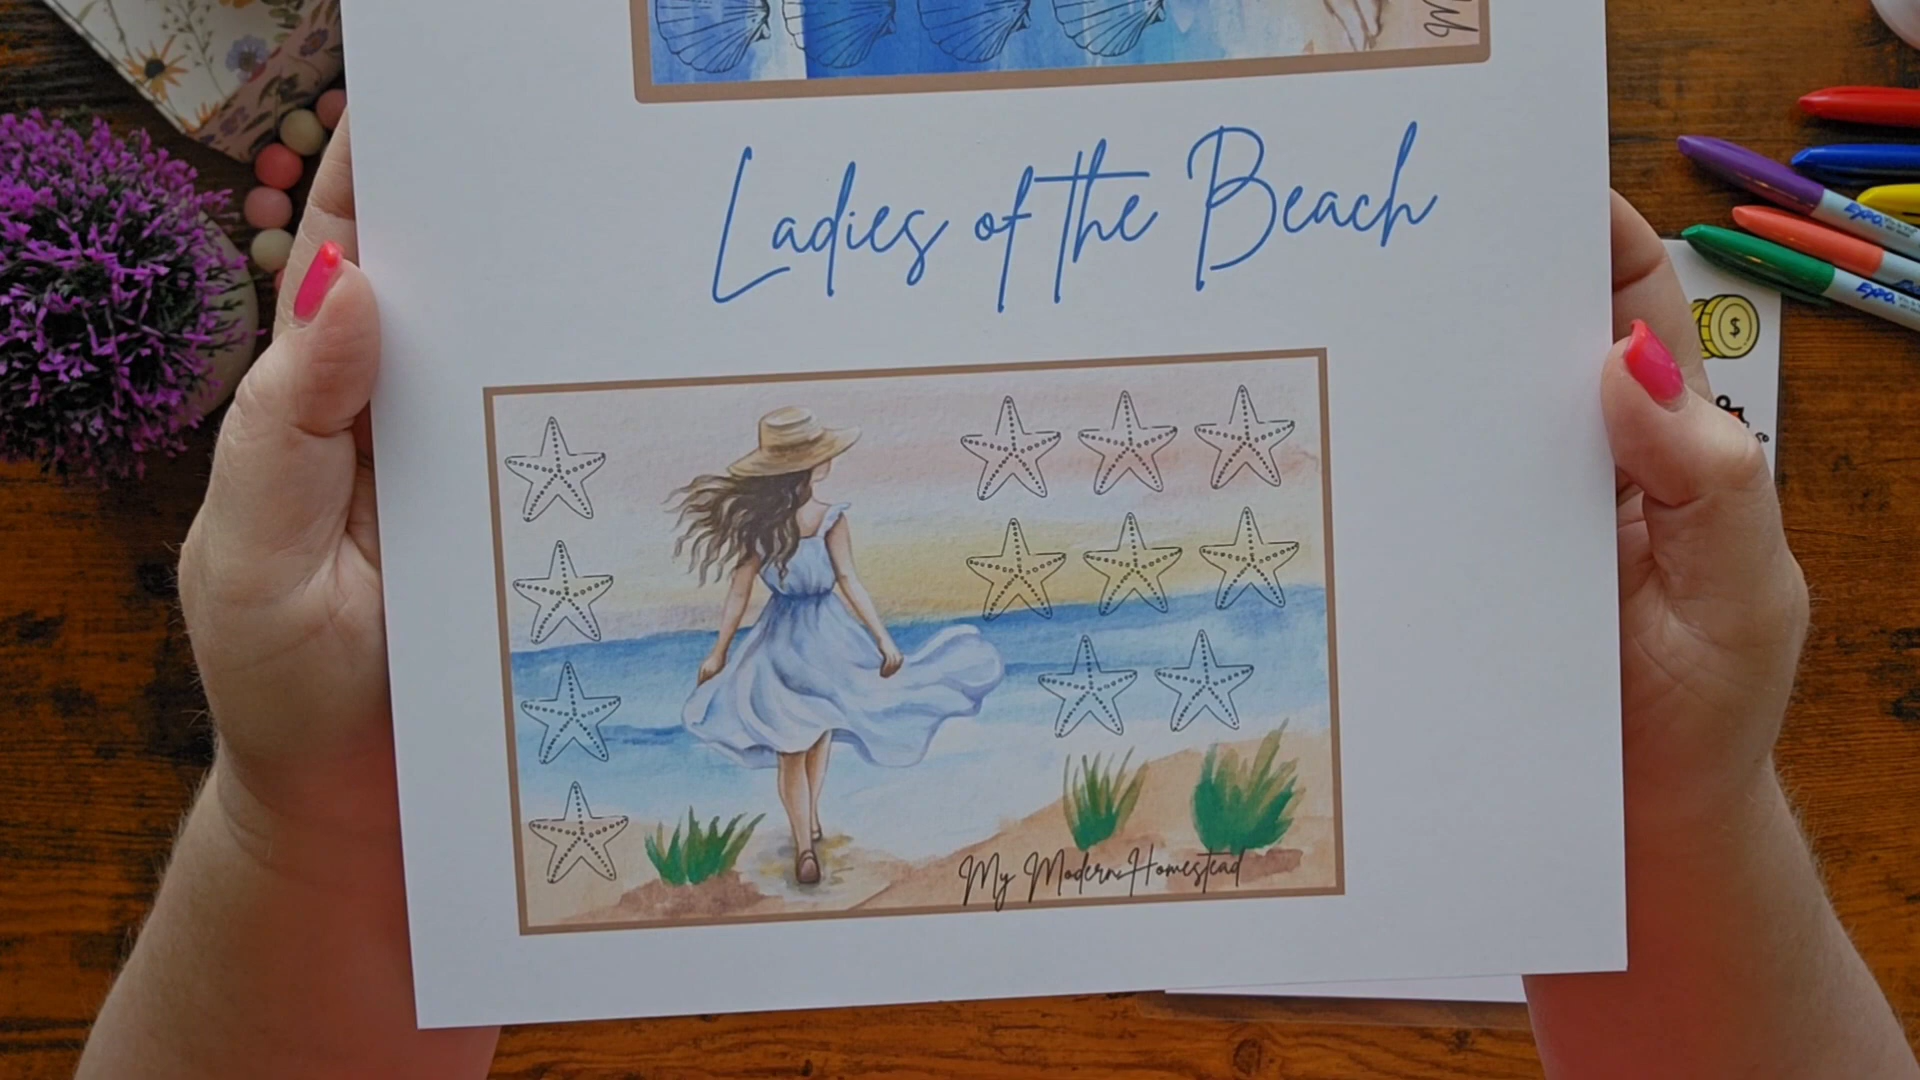 M
Ladies of the Beach
EXPO
EXPO
$
My Modern Homestead